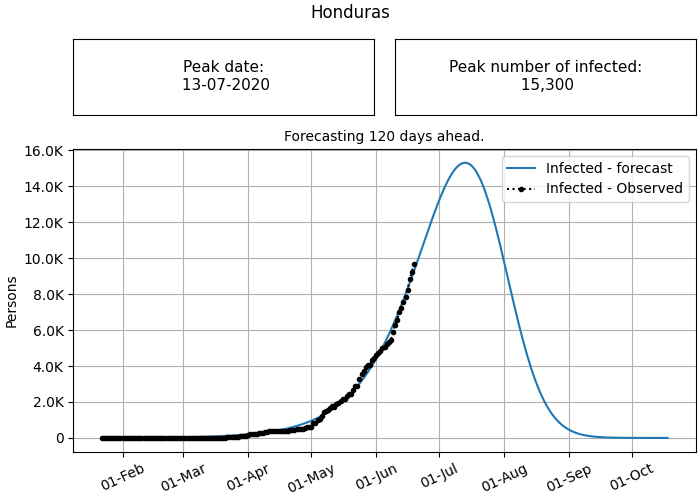 Honduras
Peak date:
13-07-2020
Peak number of infected:
15,300
Forecasting 120 days ahead.
16.0K
14.0K
12.0K
10.0K
8.0K
6.0K
4.0K
2.0K
0
Persons
Infected - forecast
Infected - Observed
01-Feb
01-Mar
01-Apr
01-May
01-Jun
01-Jul
01-Aug
01-Sep
01-Oct